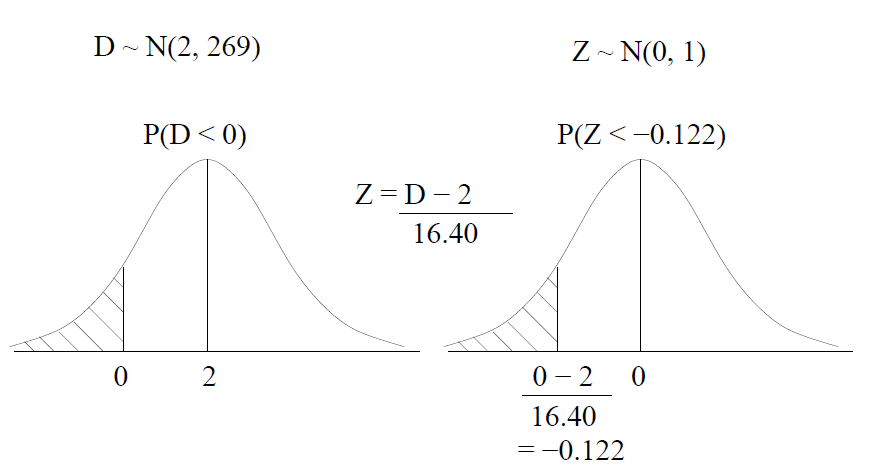 D ~ N(2, 269)
Z ~ N(0, 1)
P(D < 0)
P(Z < −0.122)
Z = D − 2
16.40
0
2
0 − 2
0
16.40
= −0.122